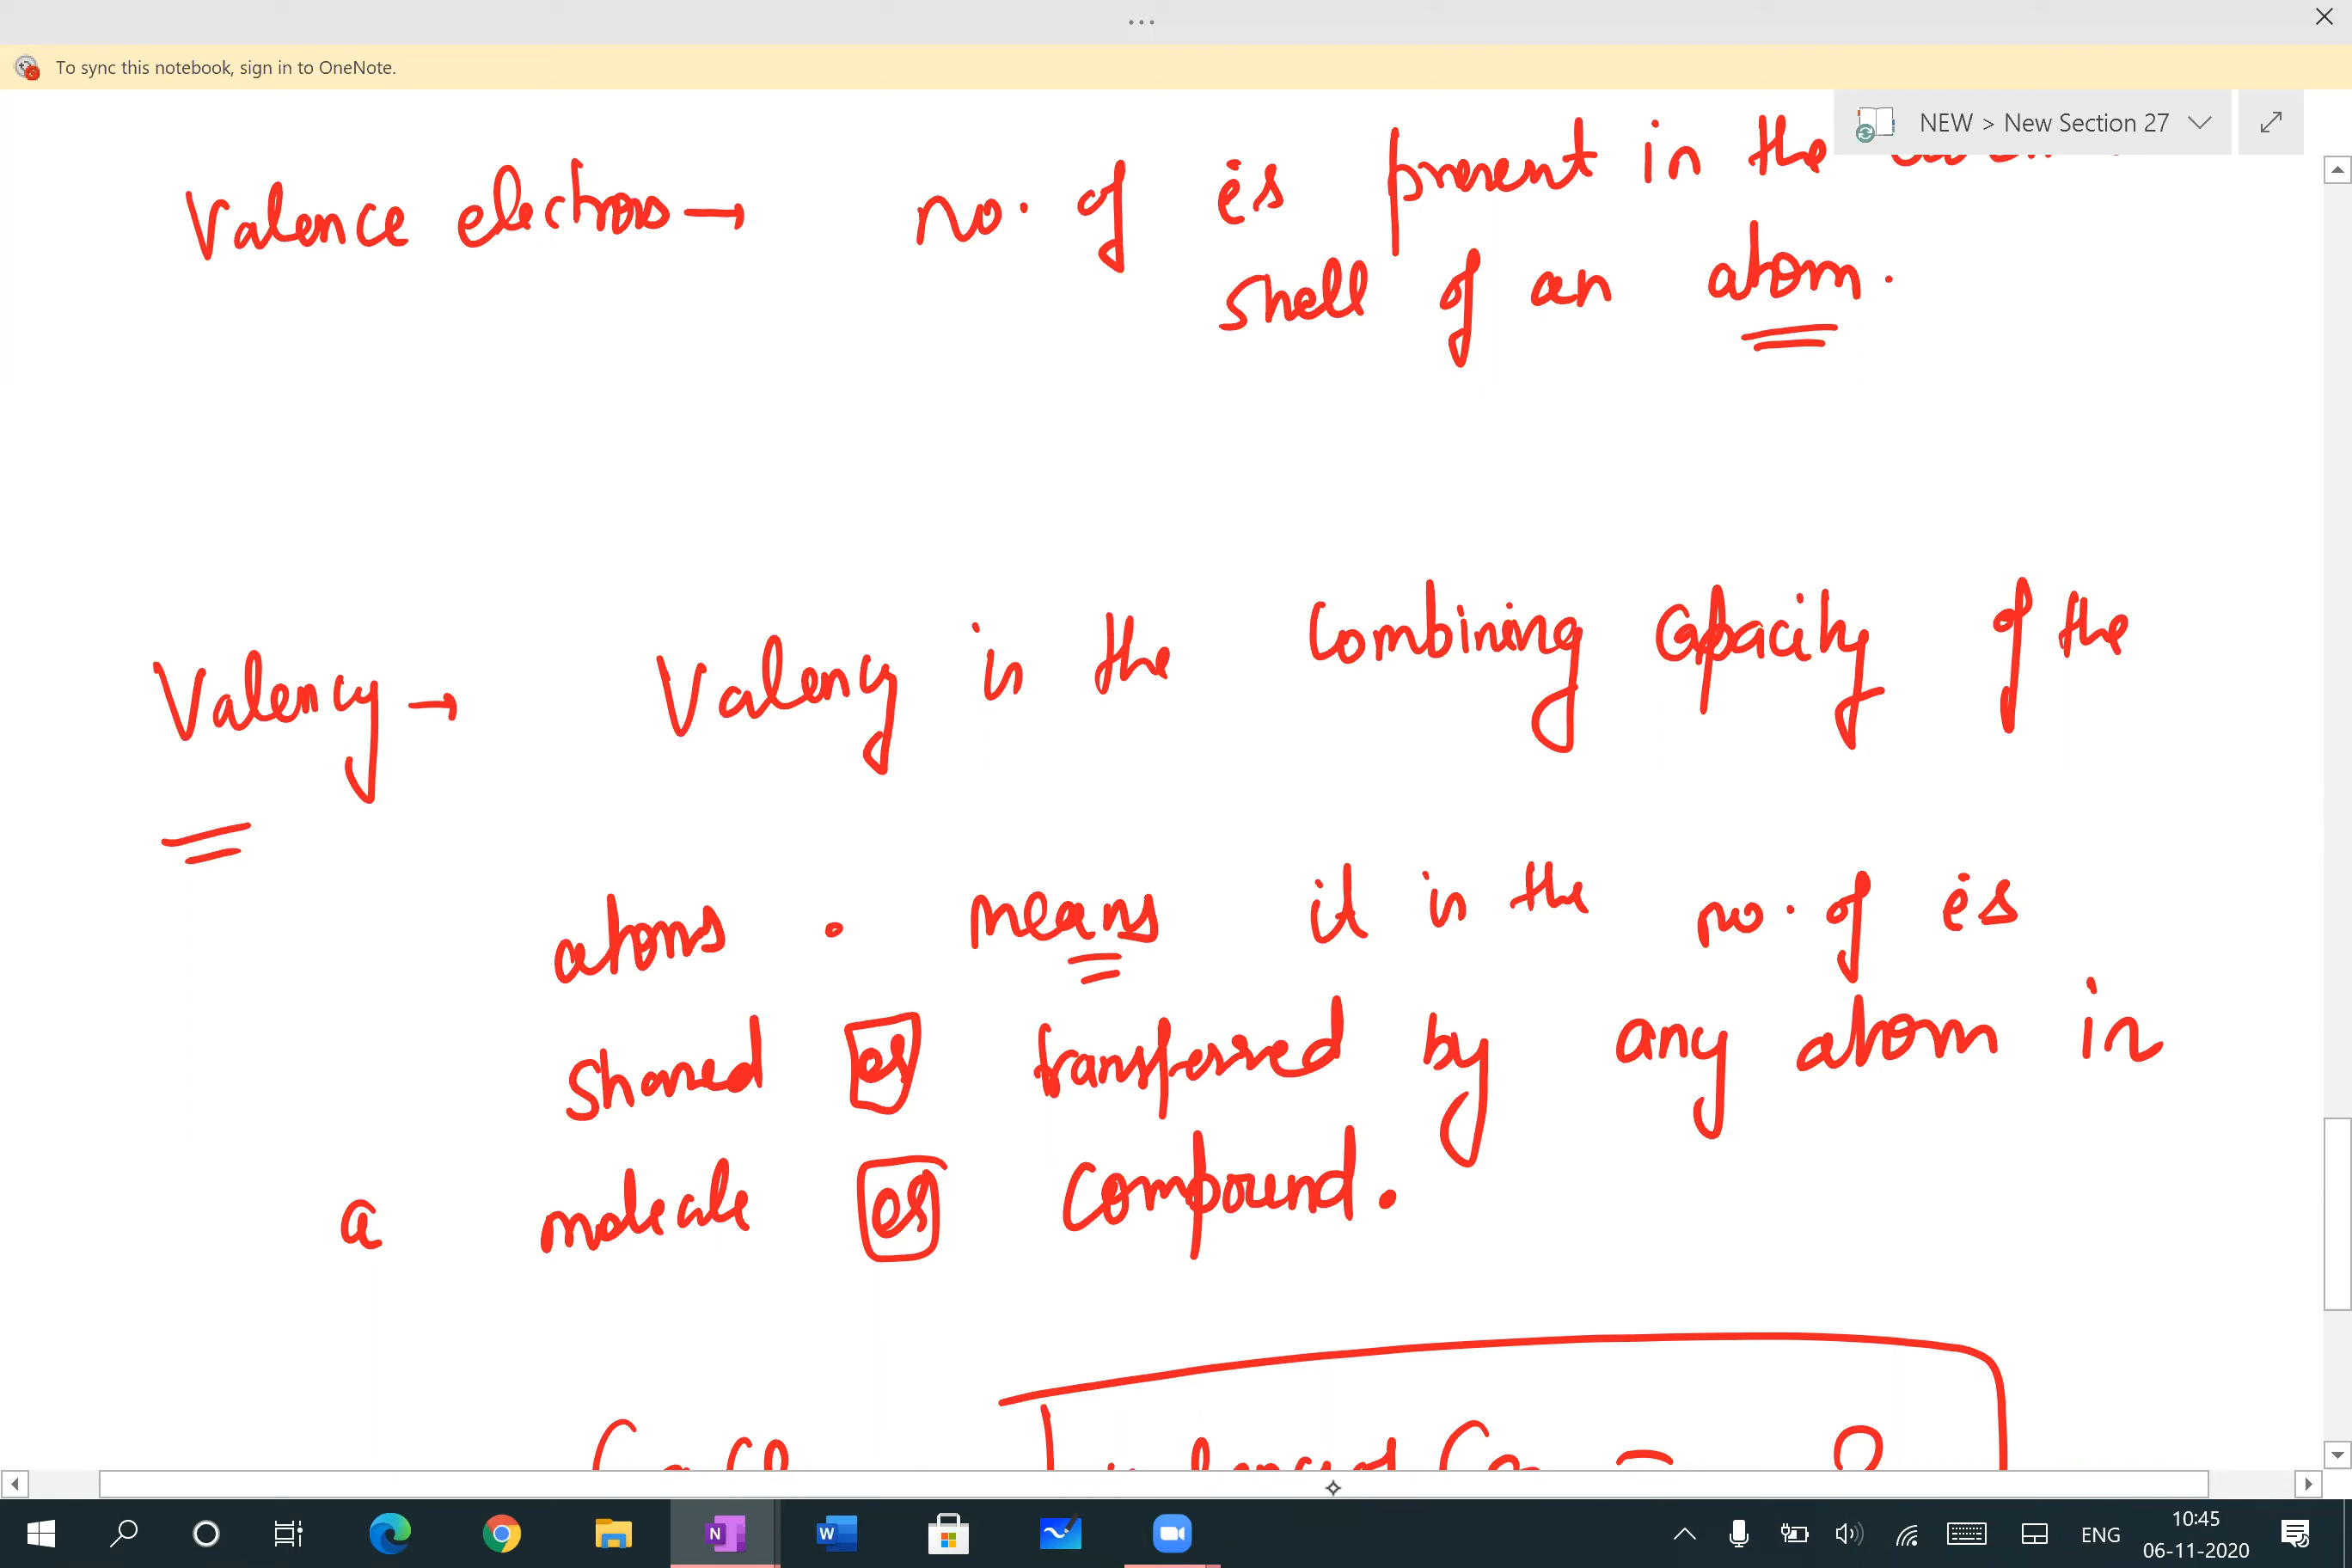 To sync this notebook, sign in to OneNote.
NEW > New Section 27
Valence electrons → no. of ēs present in the
shell of an atom.
Valency → Valency is the Combining Capacity of the
atoms . means it is the no. of ēs
shared or transferred by any atom in
a molecule or compound.
ENG
10:45
06-11-2020